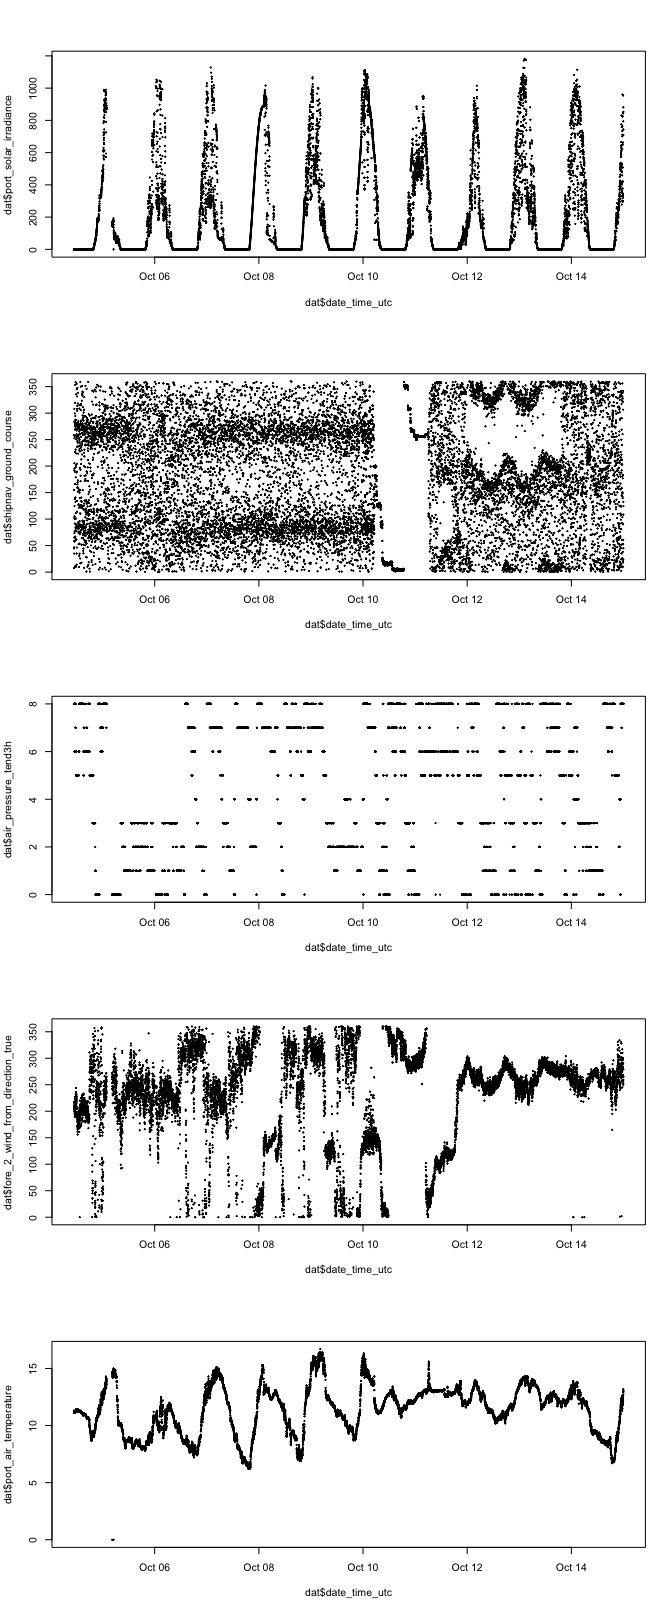 dat$port_solar_irradiance
0 200 400 600 800 1000
Oct 06 Oct 08 Oct 10 Oct 12 Oct 14
dat$date_time_utc
dat$shipnav_ground_course
0 50 100 150 200 250 300 350
Oct 06 Oct 08 Oct 10 Oct 12 Oct 14
dat$date_time_utc
dat$air_pressure_tend3h
0 2 4 6 8
Oct 06 Oct 08 Oct 10 Oct 12 Oct 14
dat$date_time_utc
dat$fore_2_wind_from_direction_true
0 50 100 150 200 250 300 350
Oct 06 Oct 08 Oct 10 Oct 12 Oct 14
dat$date_time_utc
dat$port_air_temperature
0 5 10 15
Oct 06 Oct 08 Oct 10 Oct 12 Oct 14
dat$date_time_utc